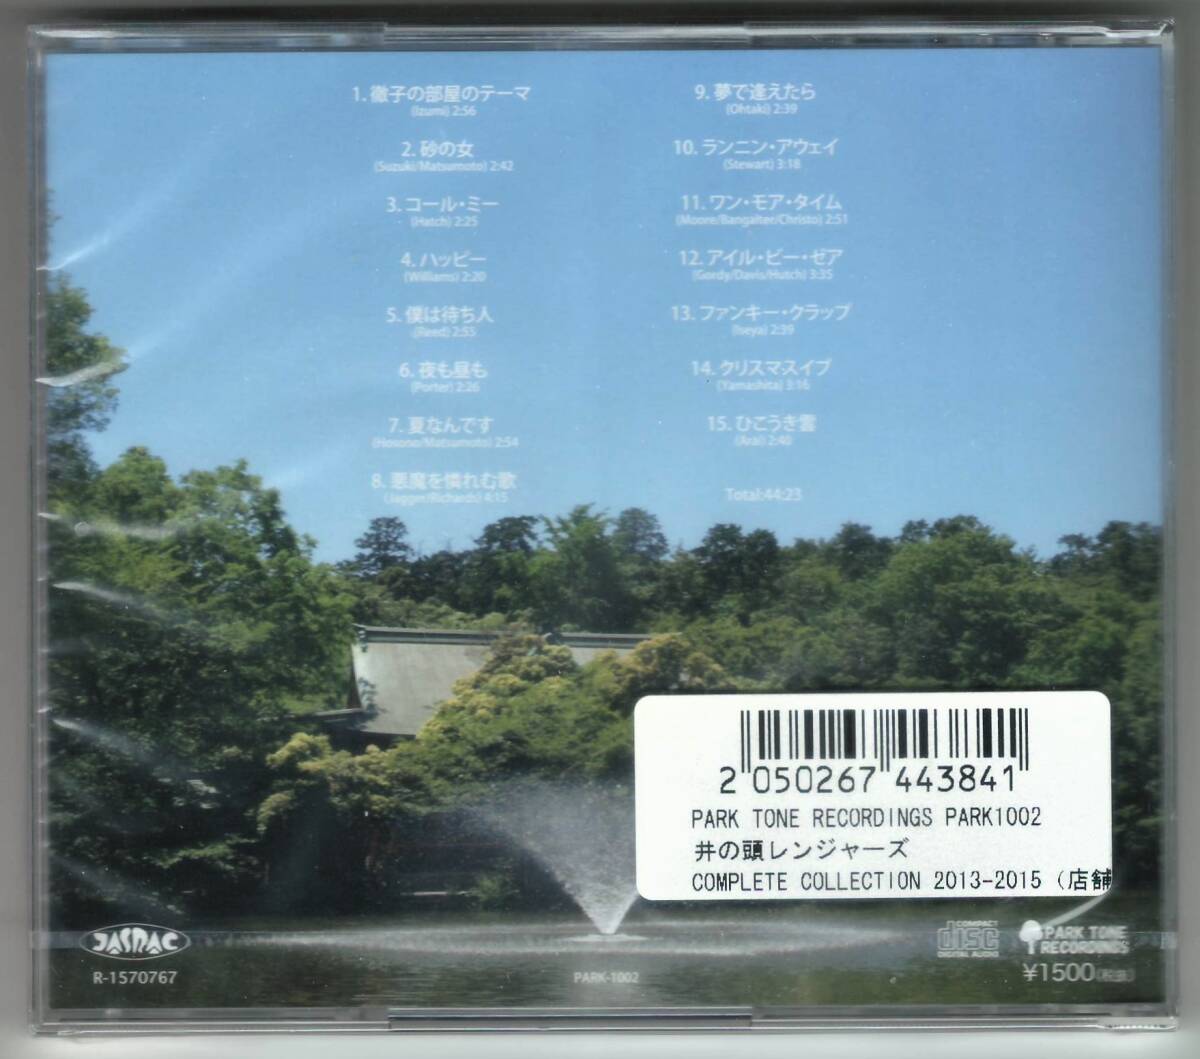 1. 徹子の部屋のテーマ
(Izumi) 2:56
2. 砂の女
(Suzuki/Matsumoto) 2:42
3. コール・ミー
(Hatch) 2:25
4. ハッピー
(Williams) 2:20
5. 僕は待ち人
(Reed) 2:55
6. 夜も昼も
(Porter) 2:26
7. 夏なんです
(Hosono/Matsumoto) 2:54
8. 悪魔を憐れむ歌
(Jagger/Richards) 4:15
9. 夢で逢えたら
(Ohtaki) 2:39
10. ランニン・アウェイ
(Stewart) 3:18
11. ワン・モア・タイム
(Moore/Bangalter/Christo) 2:51
12. アイル・ビー・ゼア
(Gordy/Davis/Hutch) 3:35
13. ファンキー・クラップ
(Iseya) 2:39
14. クリスマスイブ
(Yamashita) 3:16
15. ひこうき雲
(Arai) 2:40
Total:44:23
2 050267 443841
PARK TONE RECORDINGS PARK1002
井の頭レンジャーズ
COMPLETE COLLECTION 2013-2015 (店舗
JASRAC
R-1570767
PARK-1002
COMPACT
disc
DIGITAL AUDIO
PARK TONE
RECORDINGS
¥1500